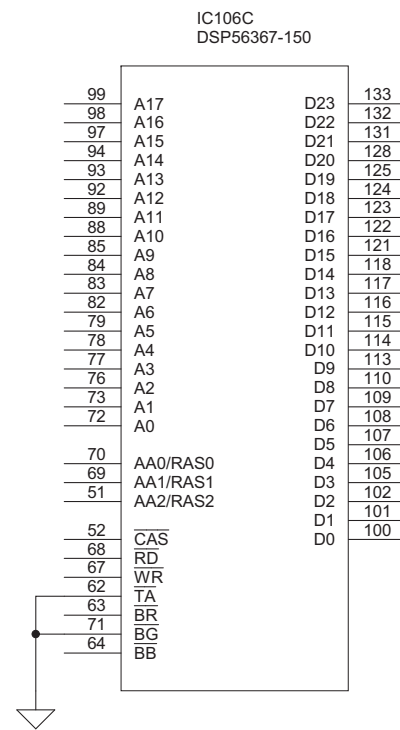 IC106C
DSP56367-150
99 A17 D23 133
98 A16 D22 132
97 A15 D21 131
94 A14 D20 128
93 A13 D19 125
92 A12 D18 124
89 A11 D17 123
88 A10 D16 122
85 A9 D15 121
84 A8 D14 118
83 A7 D13 117
82 A6 D12 116
79 A5 D11 115
78 A4 D10 114
77 A3 D9 113
76 A2 D8 110
73 A1 D7 109
72 A0 D6 108
D5 107
70 AA0/RAS0 D4 106
69 AA1/RAS1 D3 105
51 AA2/RAS2 D2 102
D1 101
52 CAS D0 100
68 RD
67 WR
62 TA
63 BR
71 BG
64 BB